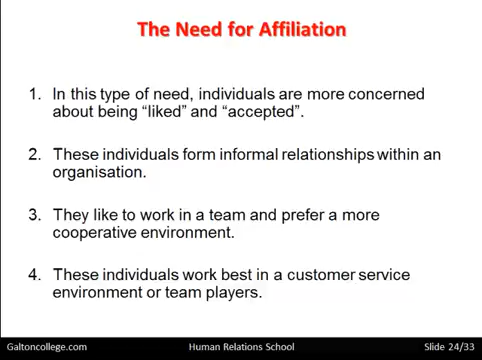 The Need for Affiliation
1. In this type of need, individuals are more concerned
about being “liked” and “accepted”.
2. These individuals form informal relationships within an
organisation.
3. They like to work in a team and prefer a more
cooperative environment.
4. These individuals work best in a customer service
environment or team players.
Galtoncollege.com Human Relations School Slide 24/33